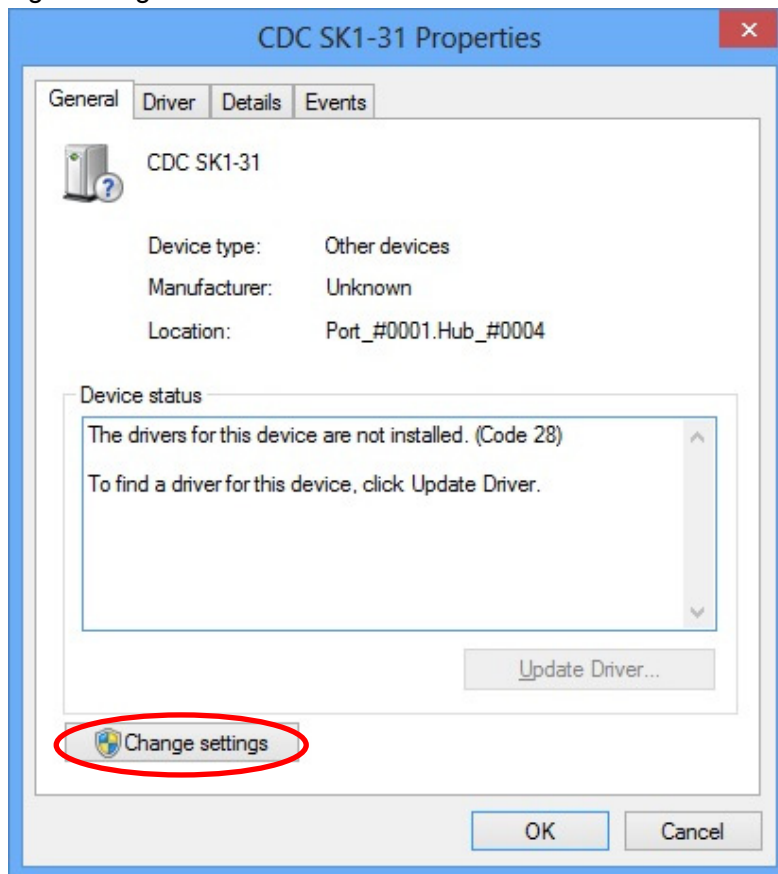 CDC SK1-31 Properties
General Driver Details Events
CDC SK1-31
Device type: Other devices
Manufacturer: Unknown
Location: Port_#0001.Hub_#0004
Device status
The drivers for this device are not installed. (Code 28)
To find a driver for this device, click Update Driver.
Update Driver...
Change settings
OK Cancel